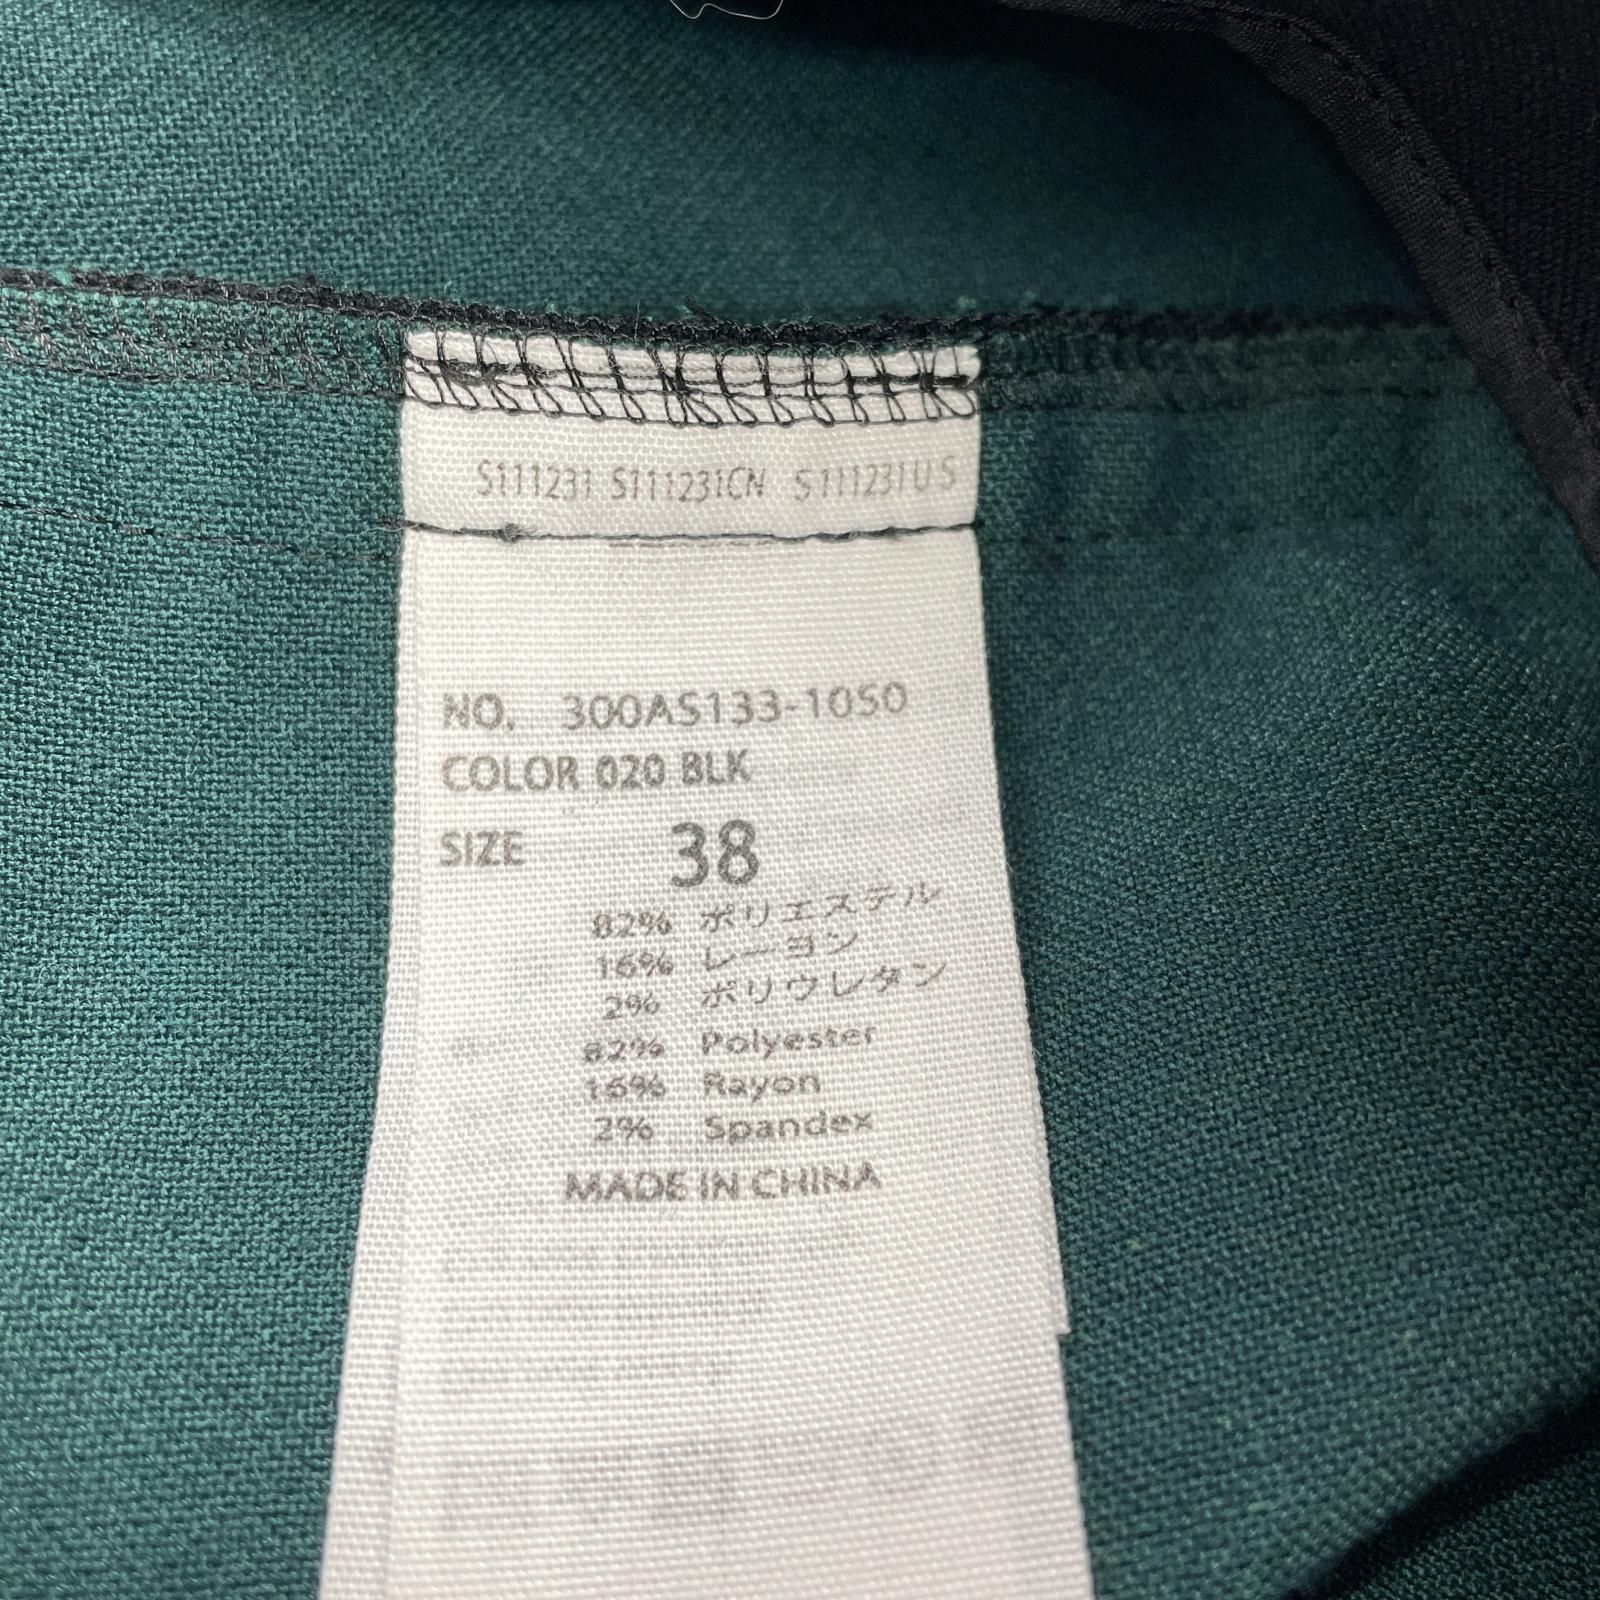 S111231 S111231CN S111231US
NO. 300AS133-1050
COLOR 020 BLK
SIZE 38
82% ポリエステル
16% レーヨン
2% ポリウレタン
82% Polyester
16% Rayon
2% Spandex
MADE IN CHINA